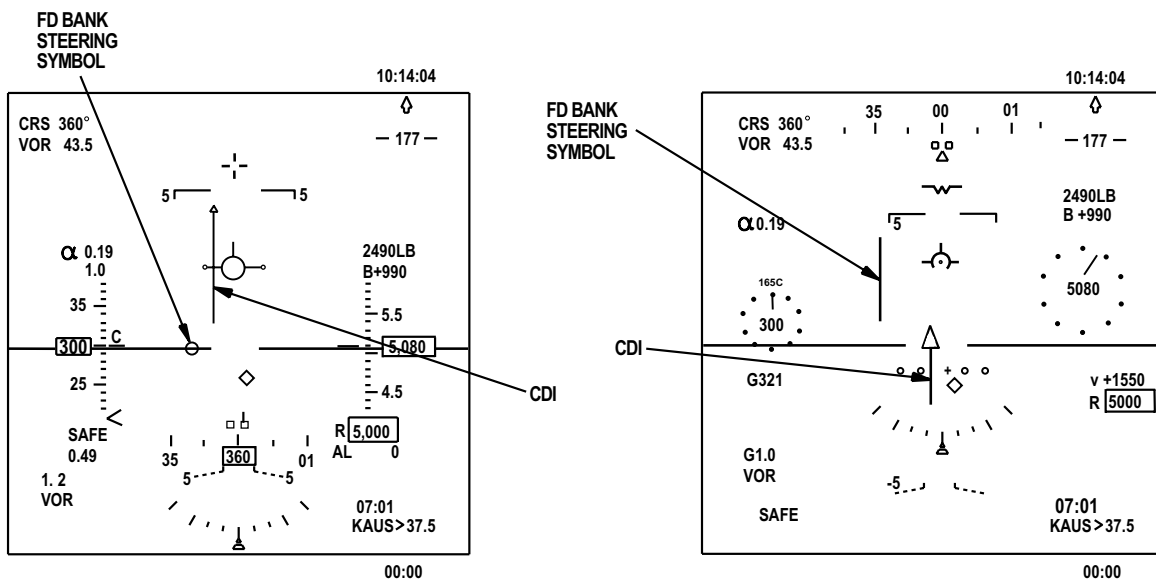 FD BANK
STEERING
SYMBOL
10:14:04
CRS 360°
VOR 43.5
177
5 5
α 0.19
1.0
2490LB
B+990
35
5.5
300 C
5,080
25
4.5
CDI
SAFE
0.49
R 5,000
AL 0
35 360 01
1. 2
VOR
5 5
07:01
KAUS>37.5
00:00
FD BANK
STEERING
SYMBOL
10:14:04
35 00 01
CRS 360°
VOR 43.5
177
2490LB
B +990
5
α 0.19
165C
300
5080
CDI
G321
v +1550
R 5000
G1.0
VOR
-5
SAFE
07:01
KAUS>37.5
00:00